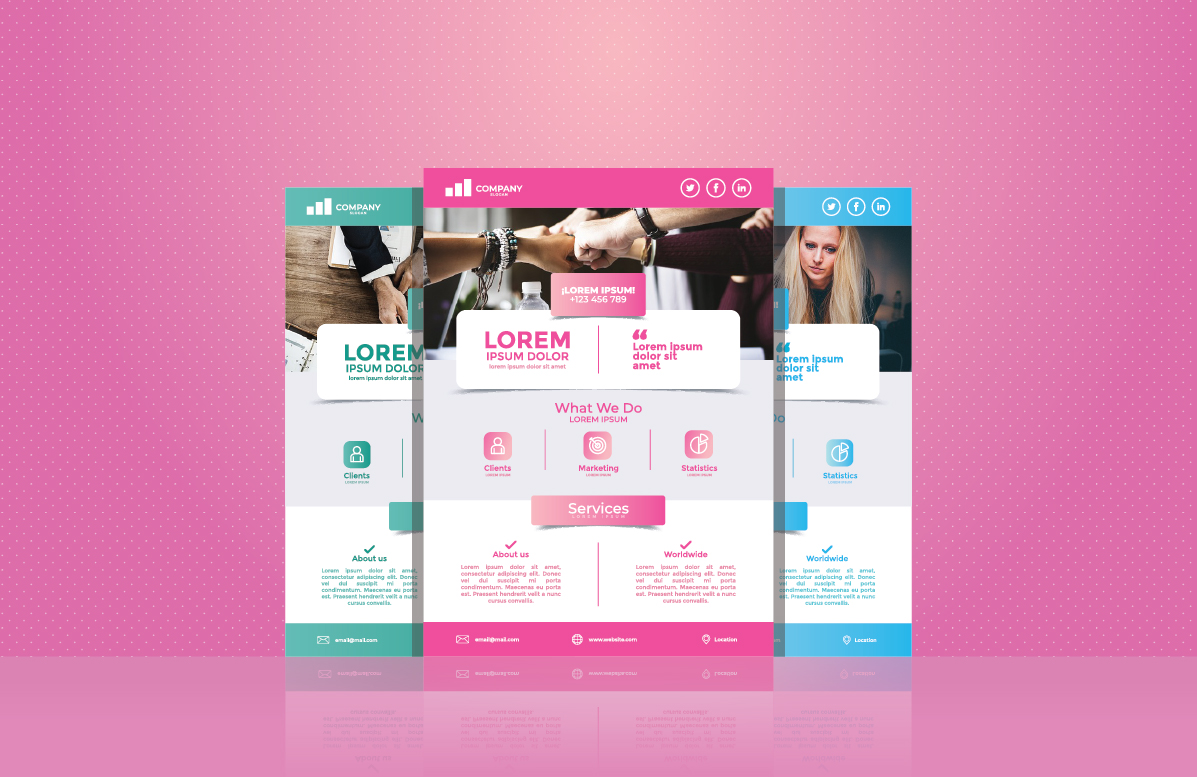 COMPANY
SLOGAN
¡LOREM IPSUM!
+123 456 789
LOREM
IPSUM DOLOR
lorem ipsum dolor sit amet
“
Lorem ipsum
dolor sit
amet
What We Do
LOREM IPSUM
Clients
LOREM IPSUM
Marketing
LOREM IPSUM
Statistics
LOREM IPSUM
Services
LOREM IPSUM
About us
Lorem ipsum dolor sit amet,
consectetur adipiscing elit. Donec
vel dui suscipit mi porta
condimentum. Maecenas eu porta
est. Praesent hendrerit velit a nunc
cursus convallis.
Worldwide
Lorem ipsum dolor sit amet,
consectetur adipiscing elit. Donec
vel dui suscipit mi porta
condimentum. Maecenas eu porta
est. Praesent hendrerit velit a nunc
cursus convallis.
email@mail.com
www.website.com
Location
COMPANY
SLOGAN
LOREM
IPSUM DOLOR
lorem ipsum dolor sit amet
Clients
LOREM IPSUM
About us
Lorem ipsum dolor sit amet,
consectetur adipiscing elit. Donec
vel dui suscipit mi porta
condimentum. Maecenas eu porta
est. Praesent hendrerit velit a nunc
cursus convallis.
email@mail.com
“
Lorem ipsum
dolor sit
amet
Statistics
LOREM IPSUM
Worldwide
Lorem ipsum dolor sit amet,
consectetur adipiscing elit. Donec
vel dui suscipit mi porta
condimentum. Maecenas eu porta
est. Praesent hendrerit velit a nunc
cursus convallis.
Location